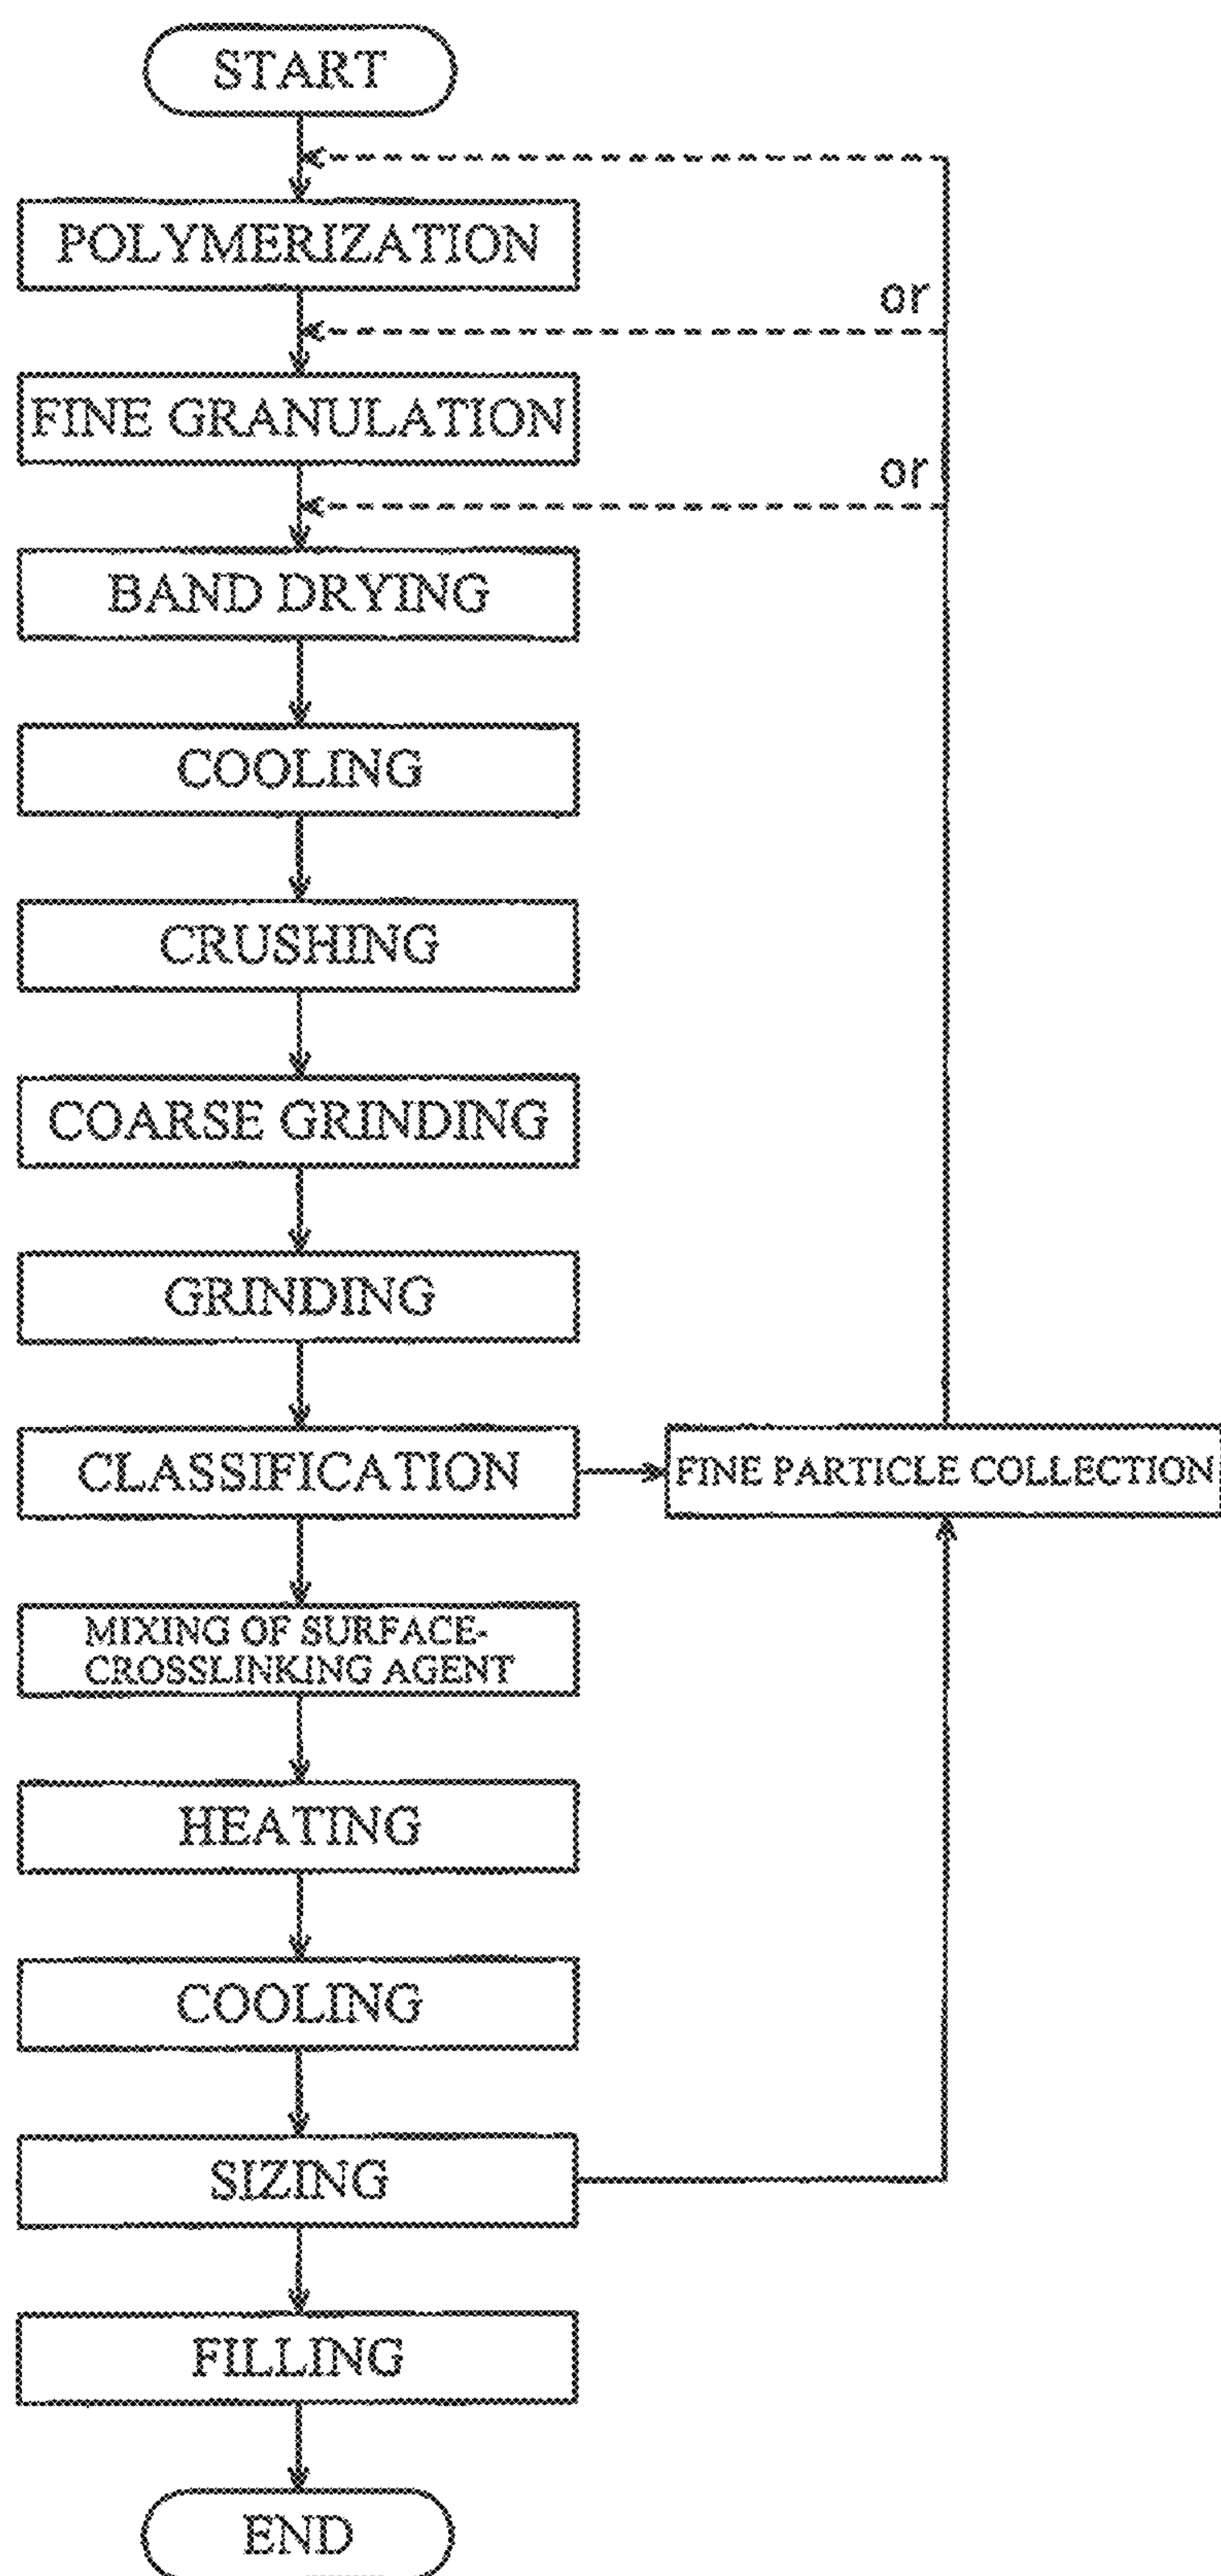 START
POLYMERIZATION
or
FINE GRANULATION
or
BAND DRYING
COOLING
CRUSHING
COARSE GRINDING
GRINDING
CLASSIFICATION
FINE PARTICLE COLLECTION
MIXING OF SURFACE-
CROSSLINKING AGENT
HEATING
COOLING
SIZING
FILLING
END